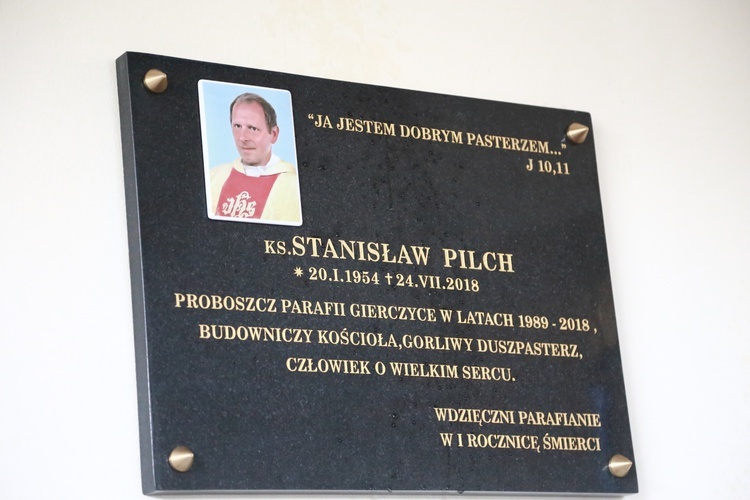 "JA JESTEM DOBRYM PASTERZEM..."
J 10,11
KS.STANISŁAW PILCH
✷ 20.I.1954 † 24.VII.2018
PROBOSZCZ PARAFII GIERCZYCE W LATACH 1989 - 2018 ,
BUDOWNICZY KOŚCIOŁA,GORLIWY DUSZPASTERZ,
CZŁOWIEK O WIELKIM SERCU.
WDZIĘCZNI PARAFIANIE
W I ROCZNICĘ ŚMIERCI